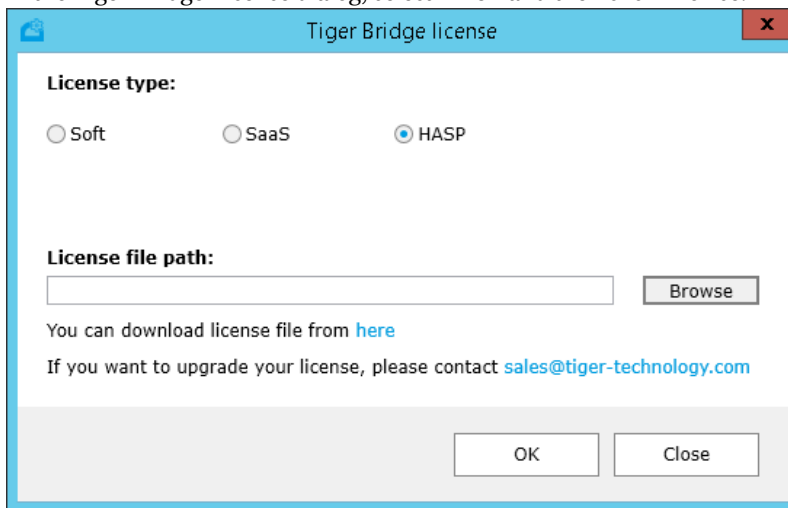 Tiger Bridge license
x
License type:
Soft SaaS HASP
License file path:
Browse
You can download license file from here
If you want to upgrade your license, please contact sales@tiger-technology.com
OK Close